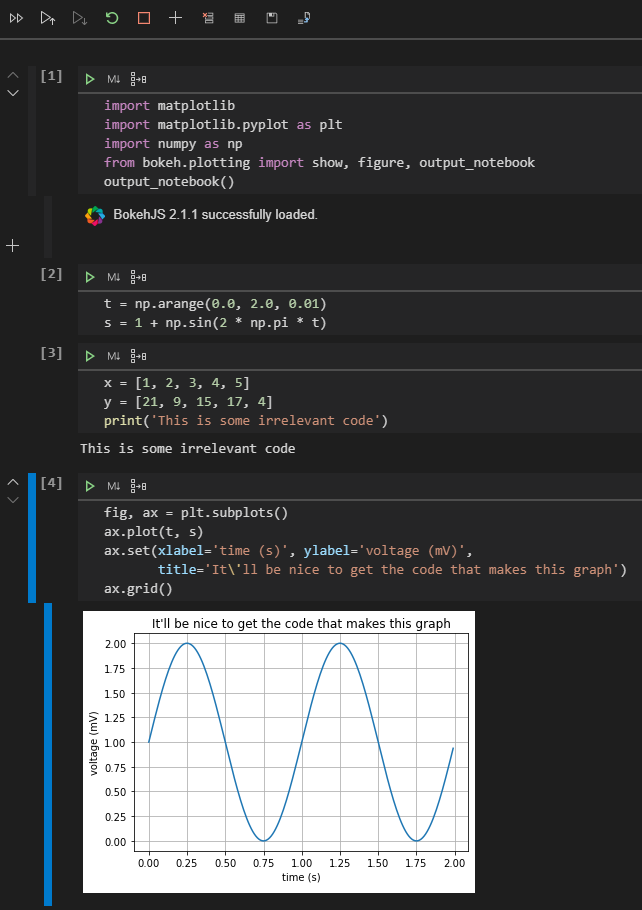 [1]
M↓
import matplotlib
import matplotlib.pyplot as plt
import numpy as np
from bokeh.plotting import show, figure, output_notebook
output_notebook()
BokehJS 2.1.1 successfully loaded.
[2]
M↓
t = np.arange(0.0, 2.0, 0.01)
s = 1 + np.sin(2 * np.pi * t)
[3]
M↓
x = [1, 2, 3, 4, 5]
y = [21, 9, 15, 17, 4]
print('This is some irrelevant code')
This is some irrelevant code
[4]
M↓
fig, ax = plt.subplots()
ax.plot(t, s)
ax.set(xlabel='time (s)', ylabel='voltage (mV)',
title='It\'ll be nice to get the code that makes this graph')
ax.grid()
It'll be nice to get the code that makes this graph
voltage (mV)
2.00
1.75
1.50
1.25
1.00
0.75
0.50
0.25
0.00
0.00 0.25 0.50 0.75 1.00 1.25 1.50 1.75 2.00
time (s)